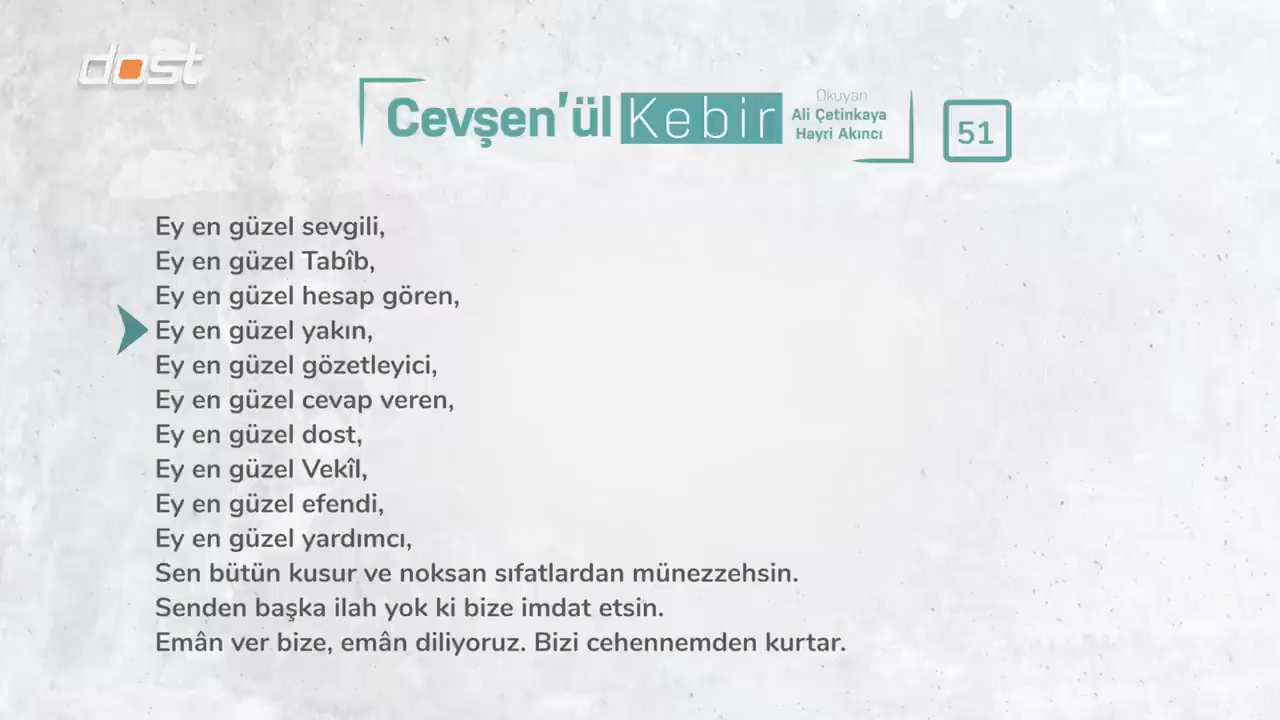 dost
Cevşen'ül Kebir
Okuyan
Ali Çetinkaya
Hayri Akıncı
51
Ey en güzel sevgili,
Ey en güzel Tabîb,
Ey en güzel hesap gören,
Ey en güzel yakın,
Ey en güzel gözetleyici,
Ey en güzel cevap veren,
Ey en güzel dost,
Ey en güzel Vekîl,
Ey en güzel efendi,
Ey en güzel yardımcı,
Sen bütün kusur ve noksan sıfatlardan münezzehsin.
Senden başka ilah yok ki bize imdat etsin.
Emân ver bize, emân diliyoruz. Bizi cehennemden kurtar.